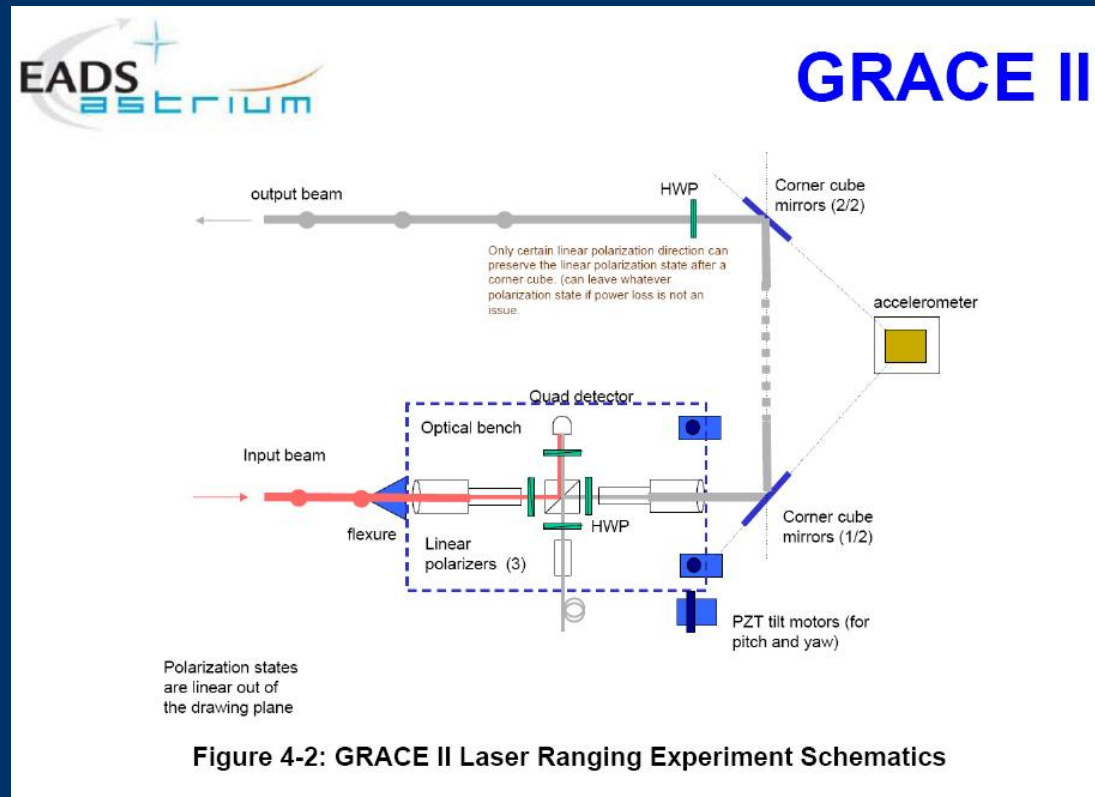 EADS
astrium
GRACE II
output beam
HWP
Corner cube
mirrors (2/2)
Only certain linear polarization direction can
preserve the linear polarization state after a
corner cube. (can leave whatever
polarization state if power loss is not an
issue.
accelerometer
Quad detector
Optical bench
Input beam
flexure
HWP
Linear
polarizers (3)
Corner cube
mirrors (1/2)
PZT tilt motors (for
pitch and yaw)
Polarization states
are linear out of
the drawing plane
Figure 4-2: GRACE II Laser Ranging Experiment Schematics